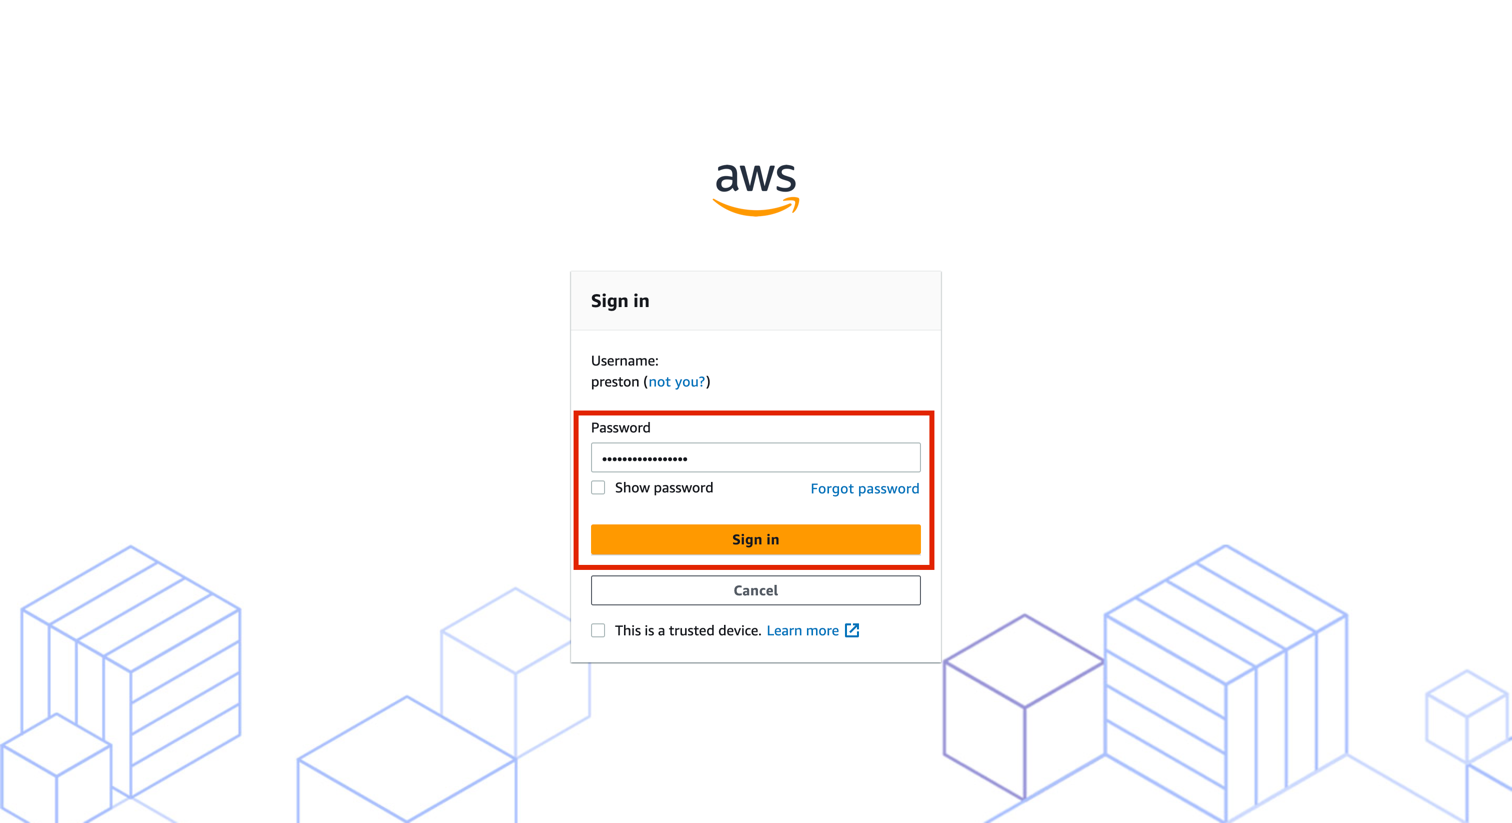 aws
Sign in
Username:
preston (not you?)
Password
•••••••••••••••••
Show password
Forgot password
Sign in
Cancel
This is a trusted device. Learn more